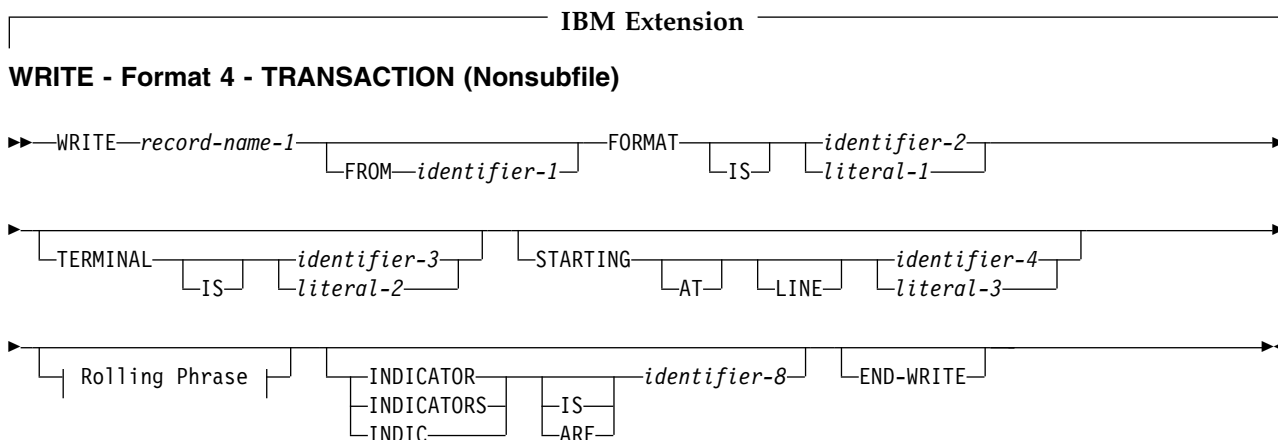 IBM Extension
WRITE - Format 4 - TRANSACTION (Nonsubfile)
WRITE record-name-1 FORMAT identifier-2
FROM identifier-1 IS literal-1
TERMINAL identifier-3 STARTING identifier-4
IS literal-2 AT LINE literal-3
Rolling Phrase INDICATOR identifier-8 END-WRITE
INDICATORS IS
INDIC ARE